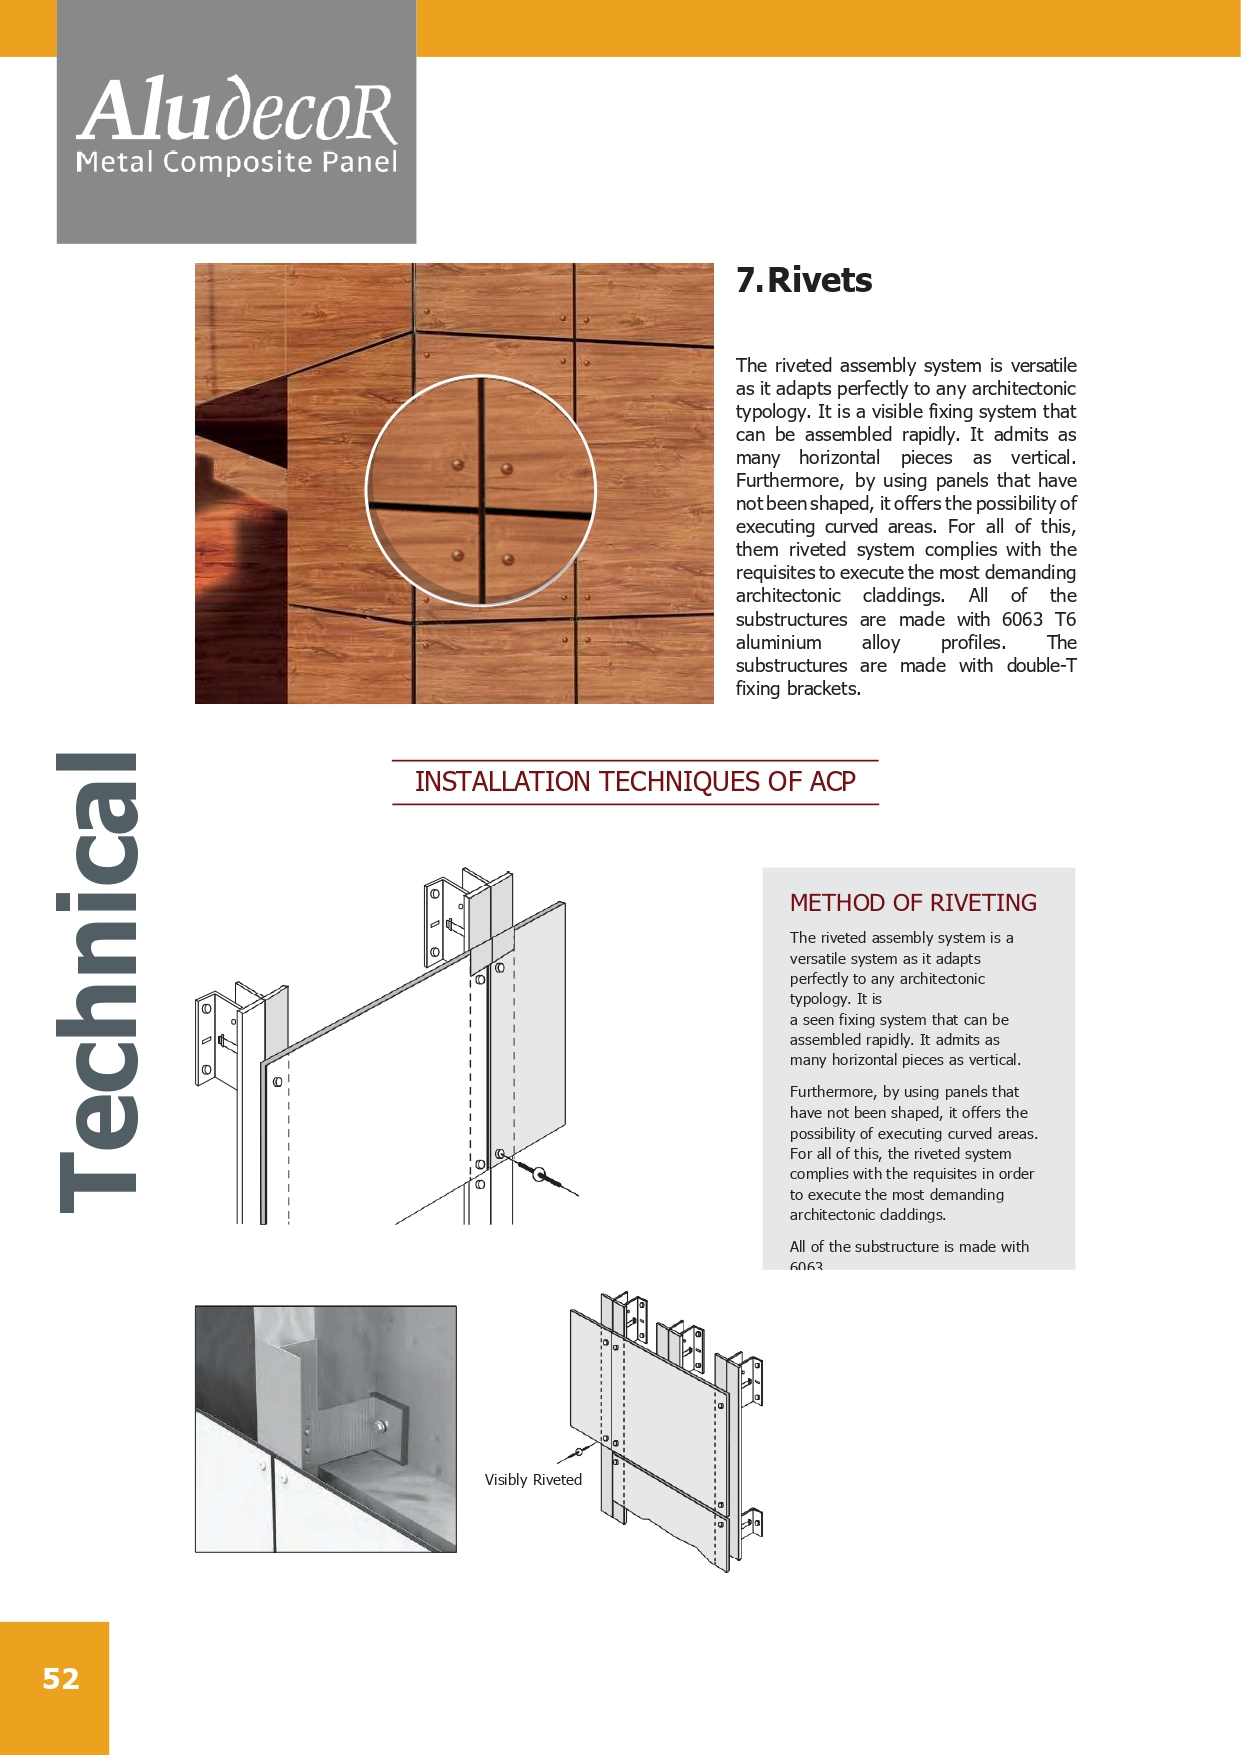 AludecoR
Metal Composite Panel
7.Rivets
The riveted assembly system is versatile
as it adapts perfectly to any architectonic
typology. It is a visible fixing system that
can be assembled rapidly. It admits as
many horizontal pieces as vertical.
Furthermore, by using panels that have
not been shaped, it offers the possibility of
executing curved areas. For all of this,
them riveted system complies with the
requisites to execute the most demanding
architectonic claddings. All of the
substructures are made with 6063 T6
aluminium alloy profiles. The
substructures are made with double-T
fixing brackets.
Technical
INSTALLATION TECHNIQUES OF ACP
METHOD OF RIVETING
The riveted assembly system is a
versatile system as it adapts
perfectly to any architectonic
typology. It is
a seen fixing system that can be
assembled rapidly. It admits as
many horizontal pieces as vertical.
Furthermore, by using panels that
have not been shaped, it offers the
possibility of executing curved areas.
For all of this, the riveted system
complies with the requisites in order
to execute the most demanding
architectonic claddings.
All of the substructure is made with
6063
Visibly Riveted
52